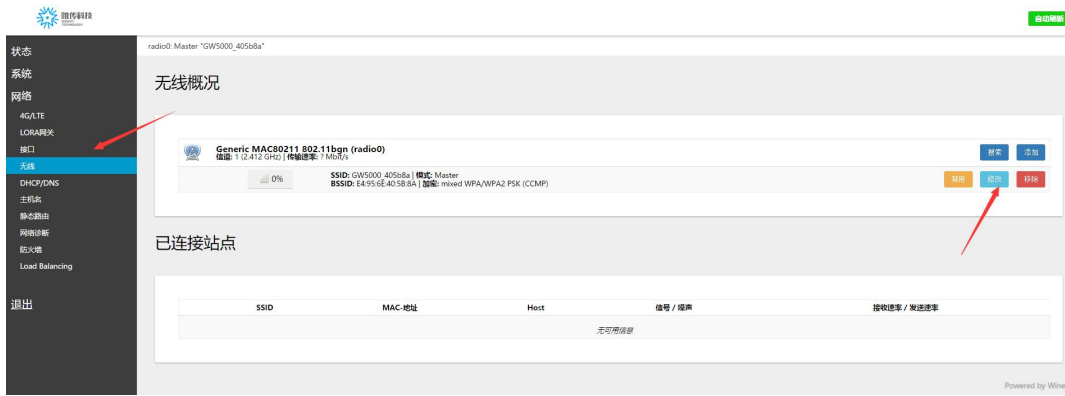 唯传科技
自动刷新
状态
系统
网络
4G/LTE
LORA网关
接口
无线
DHCP/DNS
主机名
静态路由
网络诊断
防火墙
Load Balancing
退出
radio0: Master "GW5000_405b8a"
无线概况
Generic MAC80211 802.11bgn (radio0)
信道: 1 (2.412 GHz) | 传输速率: ? Mbit/s
搜索 添加
0%
SSID: GW5000_405b8a | 模式: Master
BSSID: E4:95:6E:40:5B:8A | 加密: mixed WPA/WPA2 PSK (CCMP)
禁用 修改 移除
已连接站点
SSID MAC-地址 Host 信号 / 噪声 接收速率 / 发送速率
无可用信息
Powered by Wine